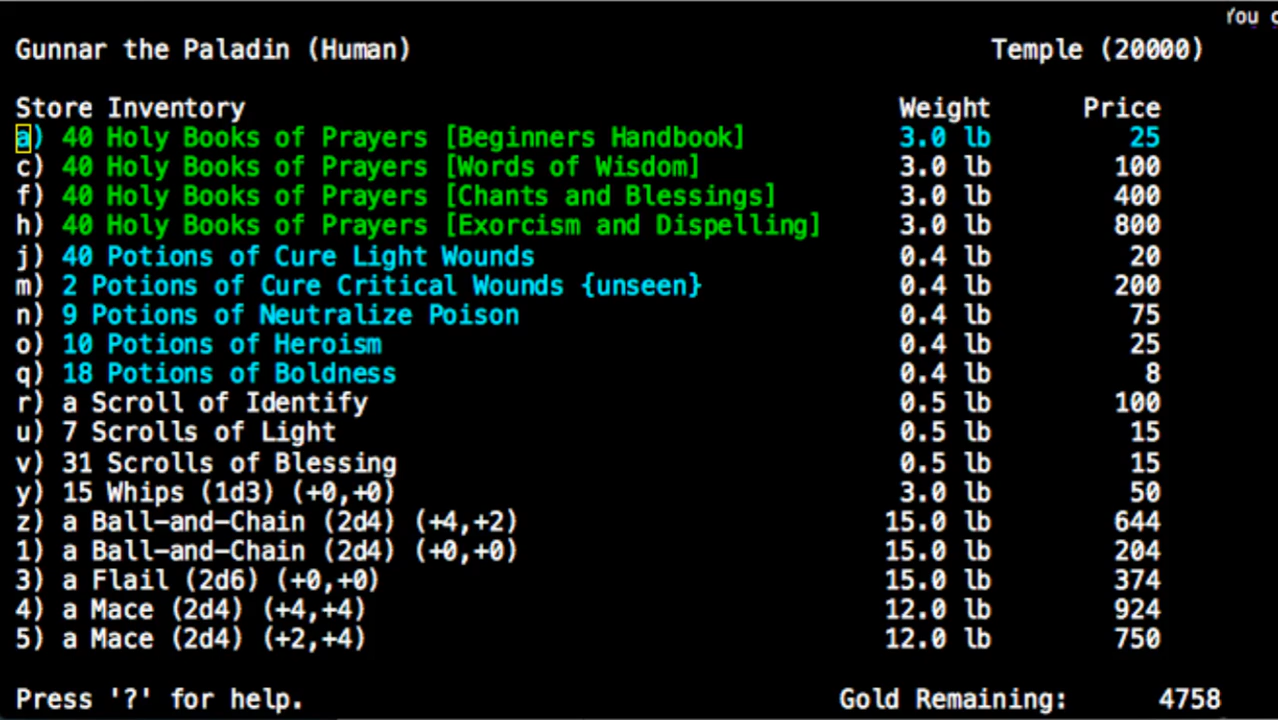 You
Gunnar the Paladin (Human) Temple (20000)
Store Inventory Weight Price
a) 40 Holy Books of Prayers [Beginners Handbook] 3.0 lb 25
c) 40 Holy Books of Prayers [Words of Wisdom] 3.0 lb 100
f) 40 Holy Books of Prayers [Chants and Blessings] 3.0 lb 400
h) 40 Holy Books of Prayers [Exorcism and Dispelling] 3.0 lb 800
j) 40 Potions of Cure Light Wounds 0.4 lb 20
m) 2 Potions of Cure Critical Wounds {unseen} 0.4 lb 200
n) 9 Potions of Neutralize Poison 0.4 lb 75
o) 10 Potions of Heroism 0.4 lb 25
q) 18 Potions of Boldness 0.4 lb 8
r) a Scroll of Identify 0.5 lb 100
u) 7 Scrolls of Light 0.5 lb 15
v) 31 Scrolls of Blessing 0.5 lb 15
y) 15 Whips (1d3) (+0,+0) 3.0 lb 50
z) a Ball-and-Chain (2d4) (+4,+2) 15.0 lb 644
1) a Ball-and-Chain (2d4) (+0,+0) 15.0 lb 204
3) a Flail (2d6) (+0,+0) 15.0 lb 374
4) a Mace (2d4) (+4,+4) 12.0 lb 924
5) a Mace (2d4) (+2,+4) 12.0 lb 750
Press '?' for help. Gold Remaining: 4758